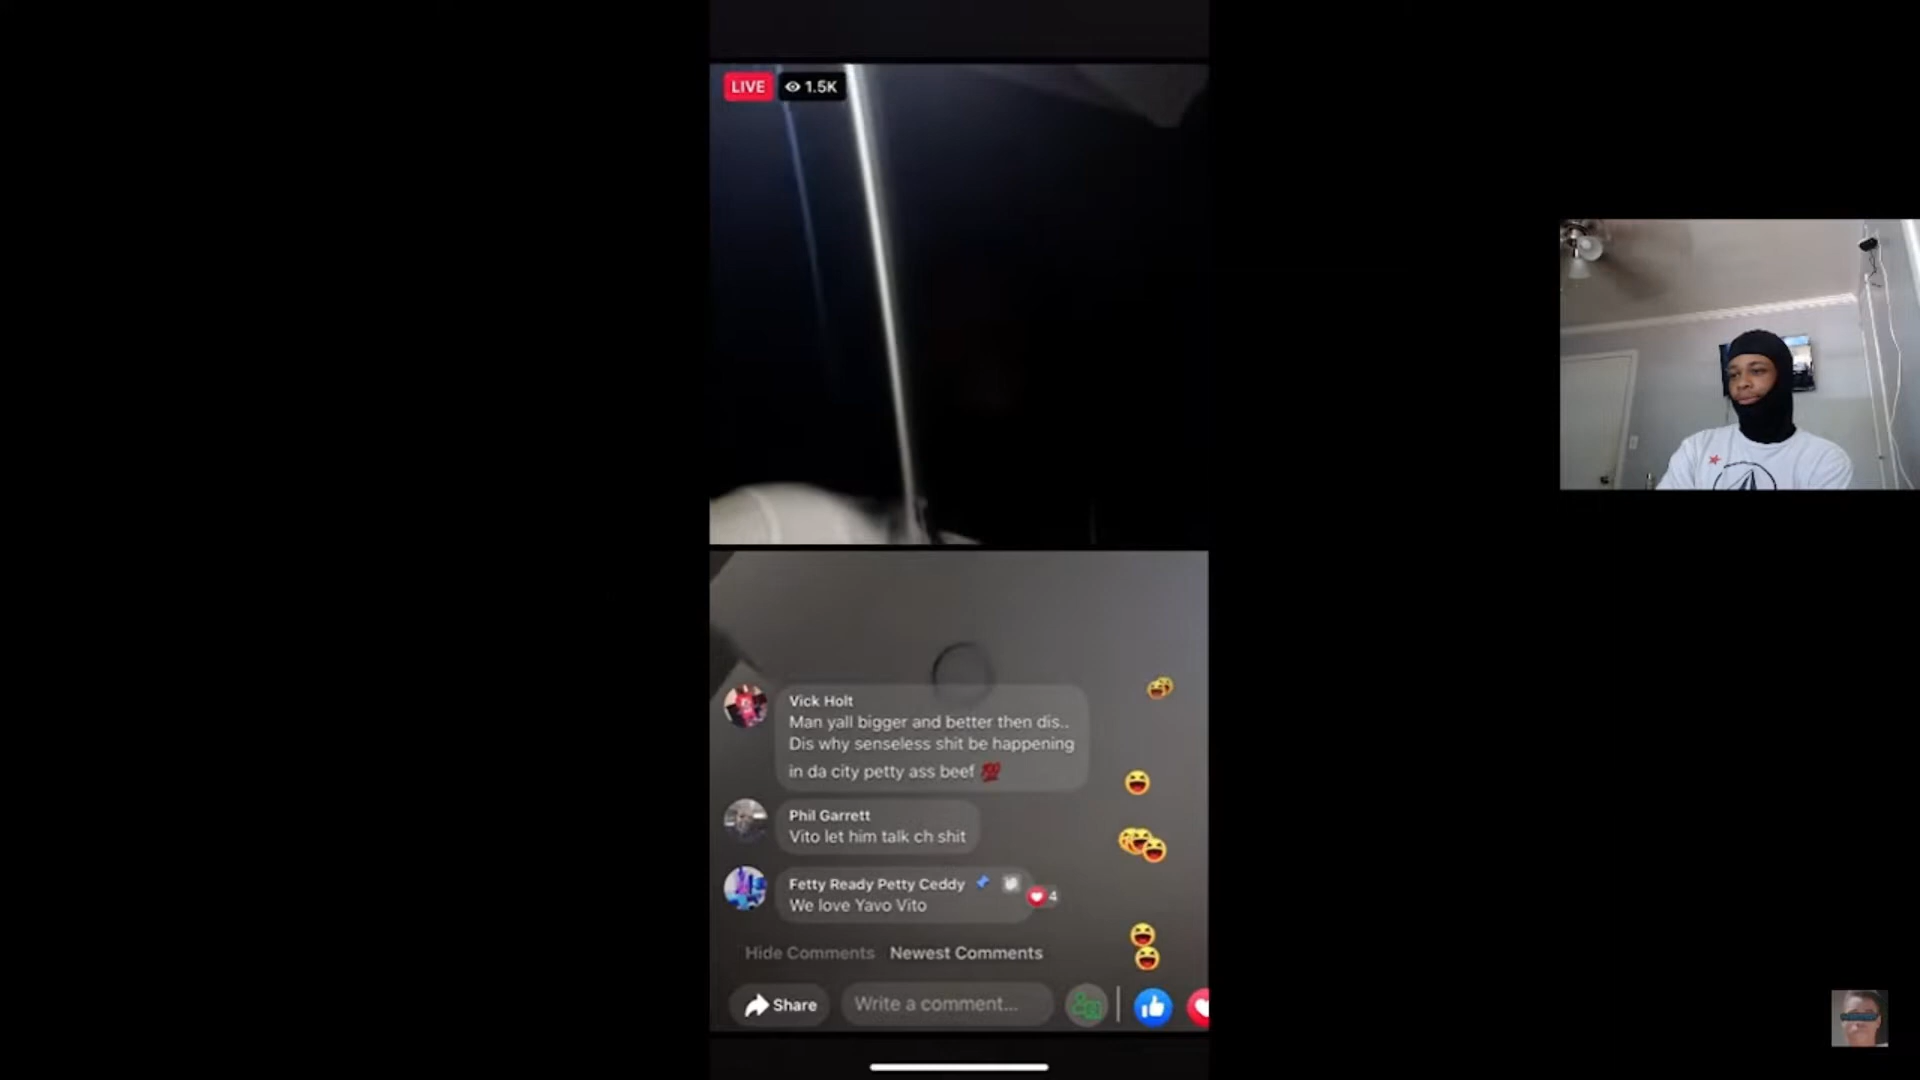 LIVE 1.5K
Vick Holt
Man yall bigger and better then dis..
Dis why senseless shit be happening
in da city petty ass beef 💯
Phil Garrett
Vito let him talk ch shit
Fetty Ready Petty Ceddy
We love Yavo Vito
4
Hide Comments Newest Comments
Share Write a comment...